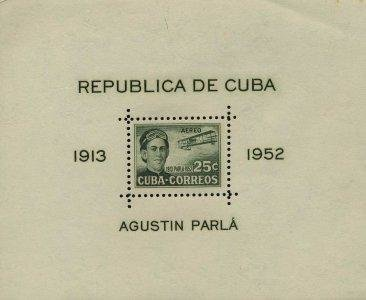 REPUBLICA DE CUBA
AEREO
1913
25c
1952
CUBA-CORREOS
AGUSTIN PARLÁ